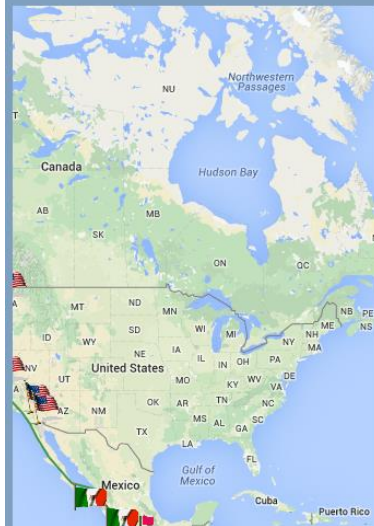 Northwestern
Passages
NU
T
Canada
Hudson Bay
AB
MB
SK
ON
QC
NB
PE
NS
A
MT
ND
MN
WI
MI
ME
NH
NY
MA
ID
SD
WY
IA
IL
IN
OH
PA
NE
NV
UT
United States
MO
KY
WV
DE
VA
CA
AZ
NM
OK
AR
TN
NC
SC
MS
AL
GA
TX
LA
FL
Gulf of
Mexico
Mexico
Cuba
Puerto Rico